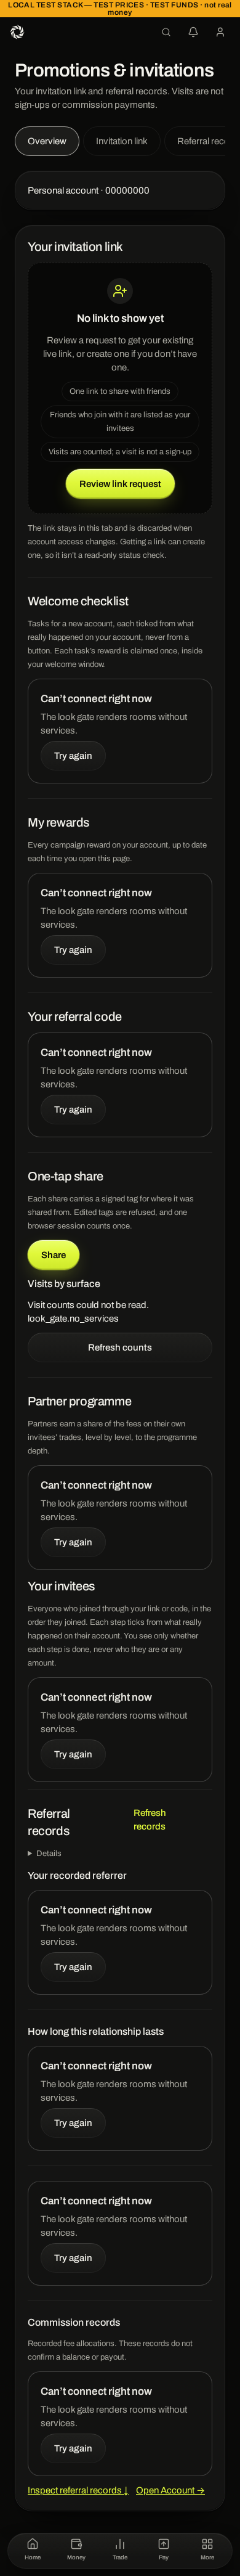 LOCAL TEST STACK — TEST PRICES · TEST FUNDS · not real
money
Promotions & invitations
Your invitation link and referral records. Visits are not
sign-ups or commission payments.
Overview
Invitation link
Referral reco
Personal account · 00000000
Your invitation link
No link to show yet
Review a request to get your existing
live link, or create one if you don’t have
one.
One link to share with friends
Friends who join with it are listed as your
invitees
Visits are counted; a visit is not a sign-up
Review link request
The link stays in this tab and is discarded when
account access changes. Getting a link can create
one, so it isn’t a read-only status check.
Welcome checklist
Tasks for a new account, each ticked from what
really happened on your account, never from a
button. Each task’s reward is claimed once, inside
your welcome window.
Can’t connect right now
The look gate renders rooms without
services.
Try again
My rewards
Every campaign reward on your account, up to date
each time you open this page.
Can’t connect right now
The look gate renders rooms without
services.
Try again
Your referral code
Can’t connect right now
The look gate renders rooms without
services.
Try again
One-tap share
Each share carries a signed tag for where it was
shared from. Edited tags are refused, and one
browser session counts once.
Share
Visits by surface
Visit counts could not be read.
look_gate.no_services
Refresh counts
Partner programme
Partners earn a share of the fees on their own
invitees’ trades, level by level, to the programme
depth.
Can’t connect right now
The look gate renders rooms without
services.
Try again
Your invitees
Everyone who joined through your link or code, in the
order they joined. Each step ticks from what really
happened on their account. You see only whether
each step is done, never who they are or any
amount.
Can’t connect right now
The look gate renders rooms without
services.
Try again
Referral
records
Refresh
records
Details
Your recorded referrer
Can’t connect right now
The look gate renders rooms without
services.
Try again
How long this relationship lasts
Can’t connect right now
The look gate renders rooms without
services.
Try again
Can’t connect right now
The look gate renders rooms without
services.
Try again
Commission records
Recorded fee allocations. These records do not
confirm a balance or payout.
Can’t connect right now
The look gate renders rooms without
services.
Try again
Inspect referral records ↓
Open Account →
Home
Money
Trade
Pay
More